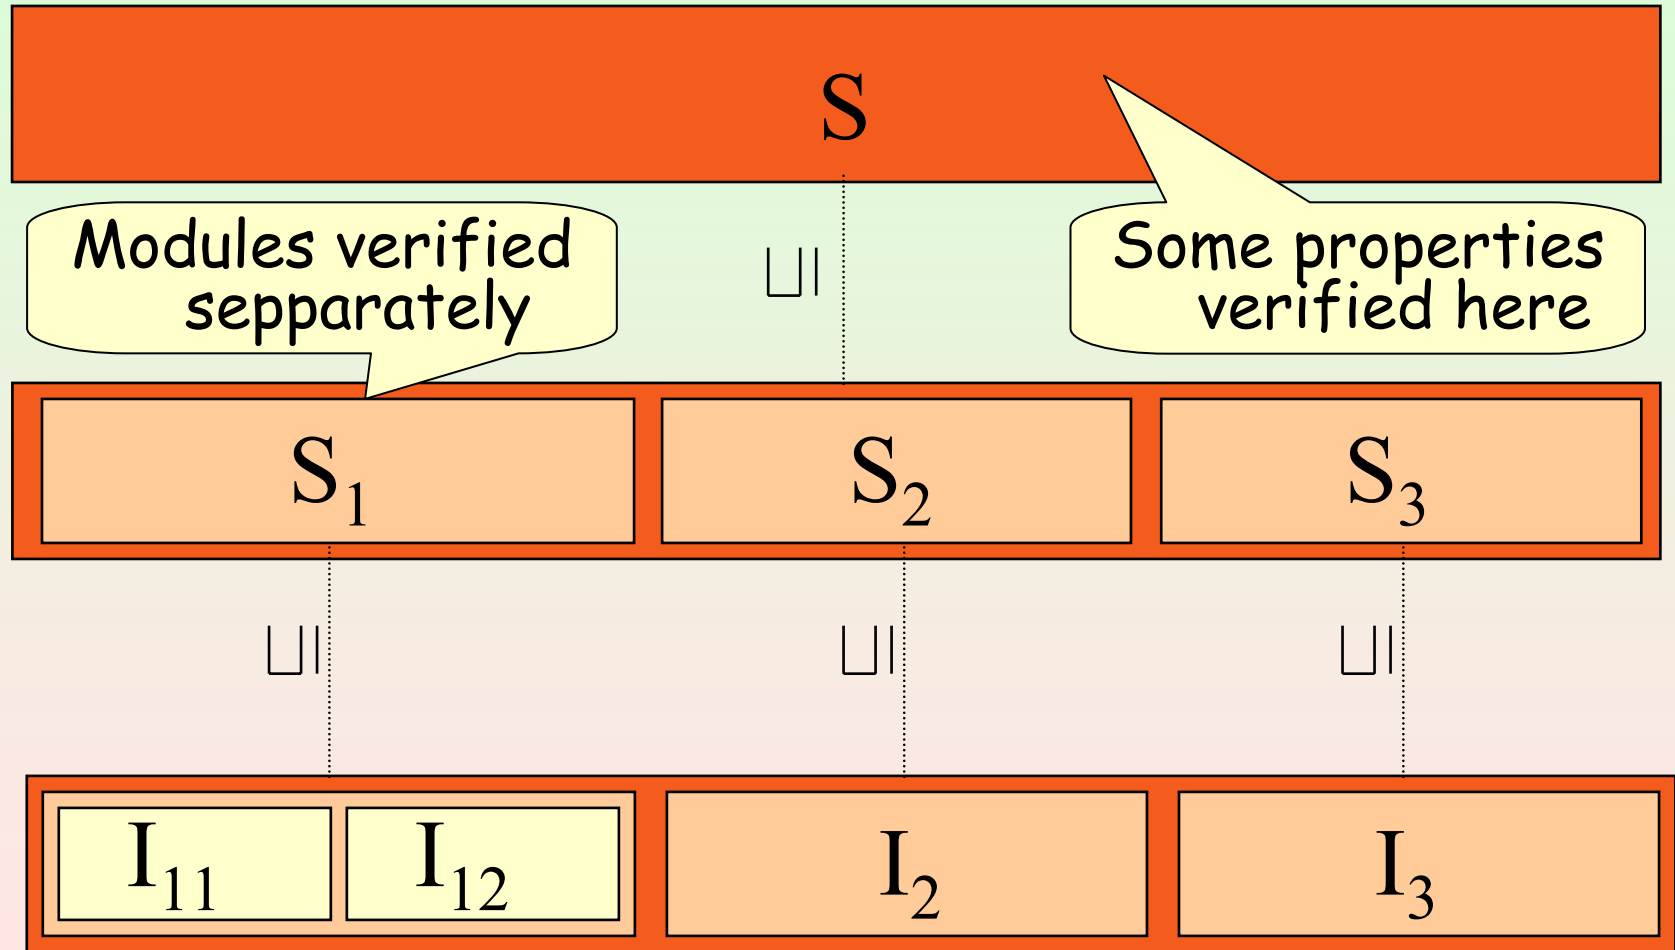 S
Modules verified
sepparately
⊔|
Some properties
verified here
S₁ S₂ S₃
⊔| ⊔| ⊔|
I₁₁ I₁₂ I₂ I₃